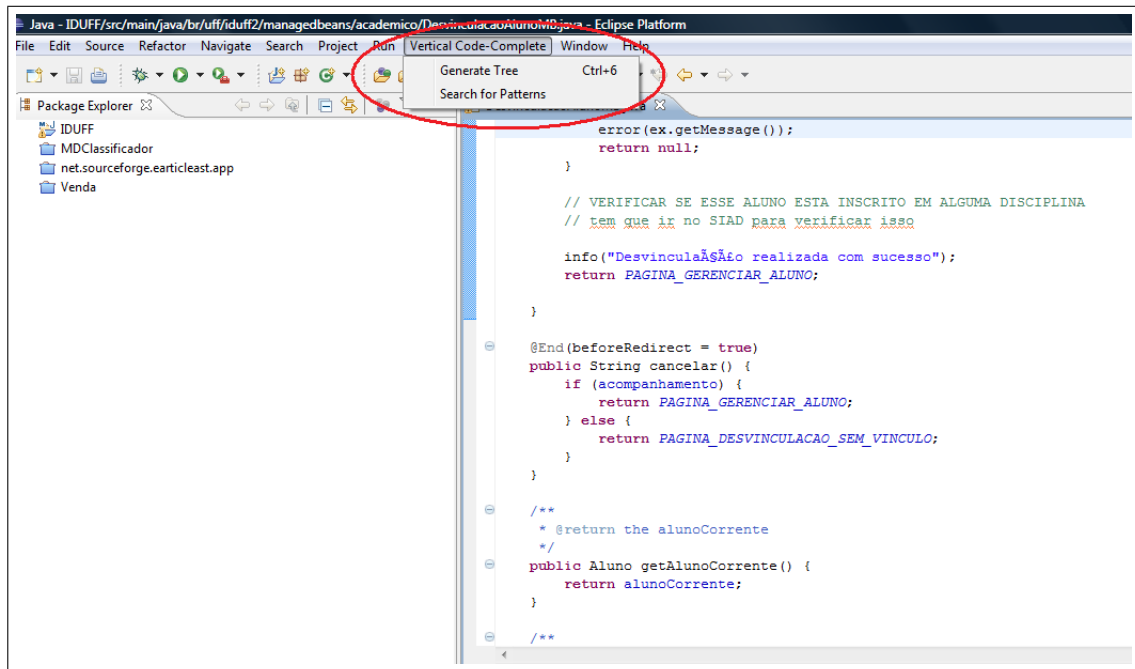 Java - IDUFF/src/main/java/br/uff/iduff2/managedbeans/academico/DesvinculacaoAlunoMB.java - Eclipse Platform
File Edit Source Refactor Navigate Search Project Run Vertical Code-Complete Window Help
Generate Tree Ctrl+6
Search for Patterns
Package Explorer
IDUFF
MDClassificador
net.sourceforge.earticleast.app
Venda
error(ex.getMessage());
return null;
}
// VERIFICAR SE ESSE ALUNO ESTA INSCRITO EM ALGUMA DISCIPLINA
// tem que ir no SIAD para verificar isso
info("DesvinculaÃ§Ã£o realizada com sucesso");
return PAGINA_GERENCIAR_ALUNO;
}
@End(beforeRedirect = true)
public String cancelar() {
if (acompanhamento) {
return PAGINA_GERENCIAR_ALUNO;
} else {
return PAGINA_DESVINCULACAO_SEM_VINCULO;
}
}
/**
* @return the alunoCorrente
*/
public Aluno getAlunoCorrente() {
return alunoCorrente;
}
/**